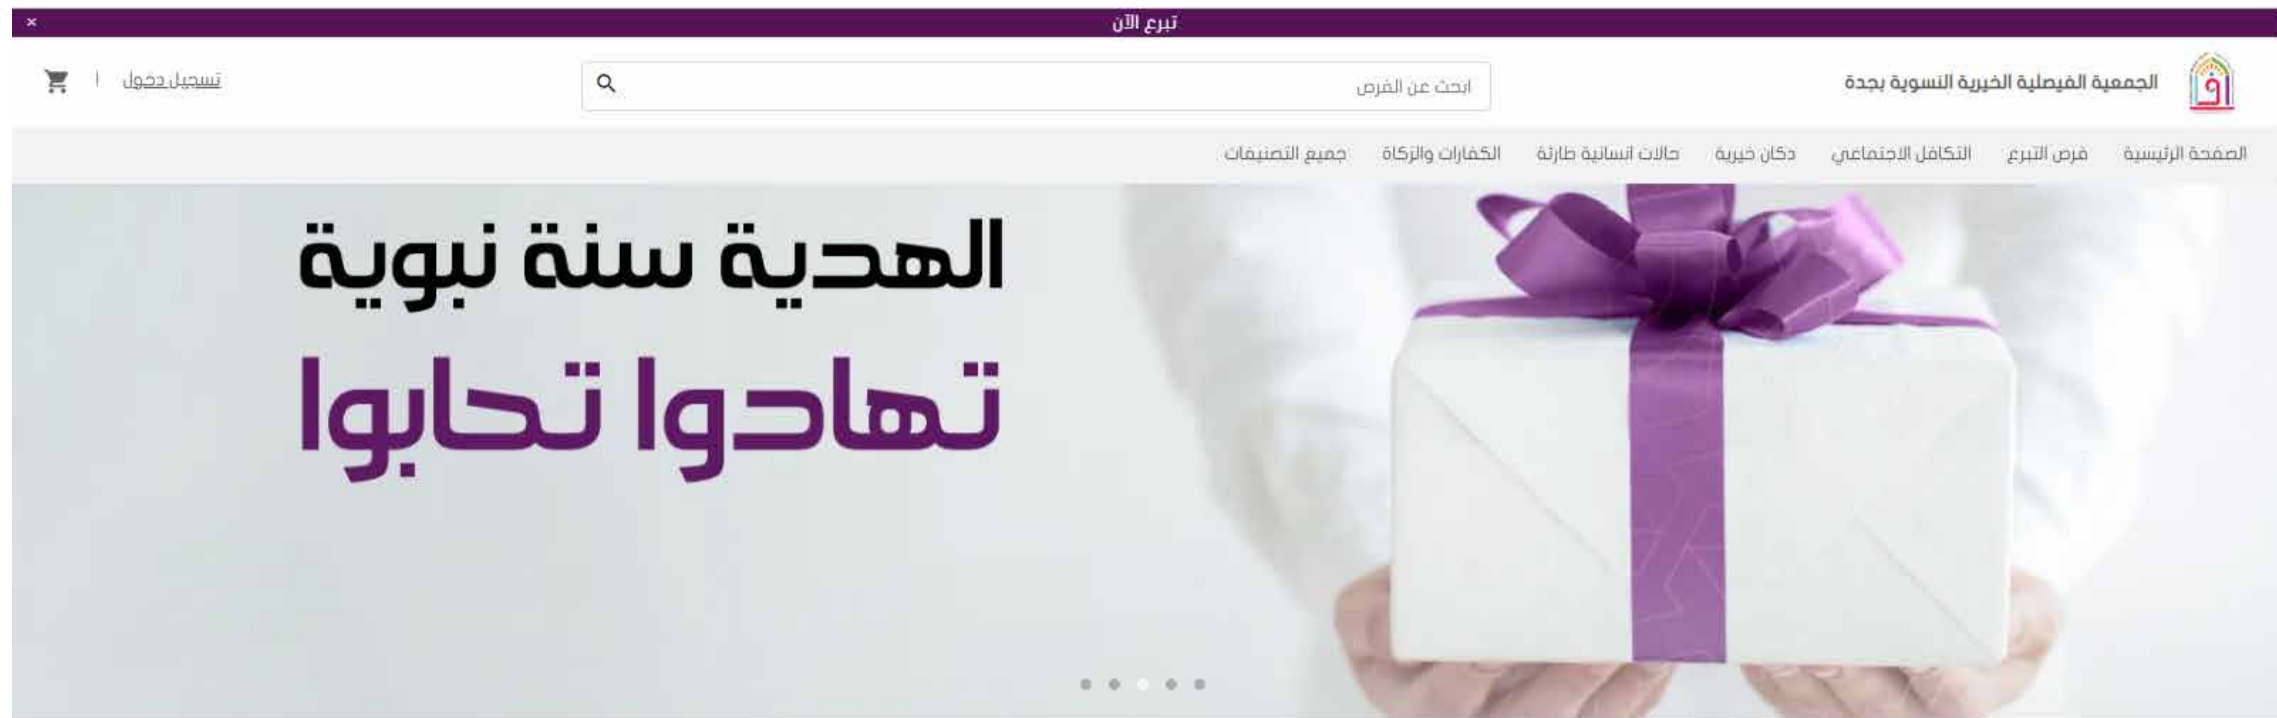 تبرع الآن
×
الجمعية الفيصلية الخيرية النسوية بجدة
ابحث عن الفرص
تسجيل دخول
الصفحة الرئيسية
فرص التبرع
التكافل الاجتماعي
دكان خيرية
حالات انسانية طارئة
الكفارات والزكاة
جميع التصنيفات
الهدية سنة نبوية
تهادوا تحابوا